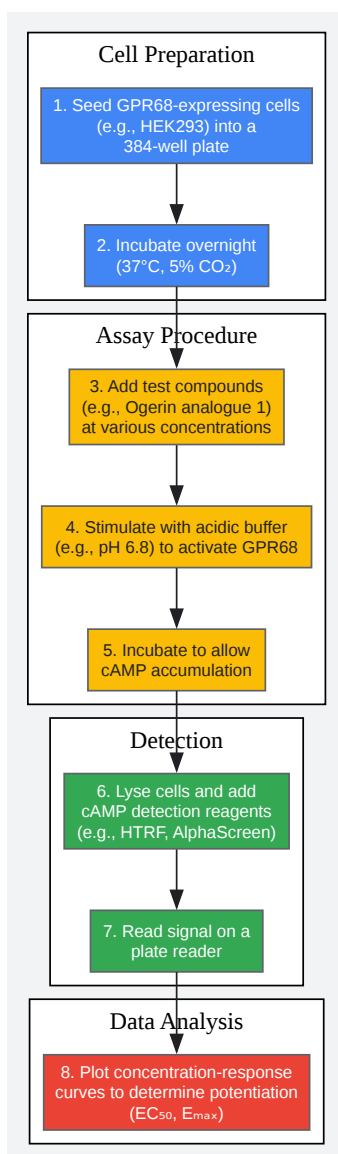 Cell Preparation
1. Seed GPR68-expressing cells
(e.g., HEK293) into a
384-well plate
2. Incubate overnight
(37°C, 5% CO₂)
Assay Procedure
3. Add test compounds
(e.g., Ogerin analogue 1)
at various concentrations
4. Stimulate with acidic buffer
(e.g., pH 6.8) to activate GPR68
5. Incubate to allow
cAMP accumulation
Detection
6. Lyse cells and add
cAMP detection reagents
(e.g., HTRF, AlphaScreen)
7. Read signal on a
plate reader
Data Analysis
8. Plot concentration-response
curves to determine potentiation
(EC₅₀, Eₘₐₓ)